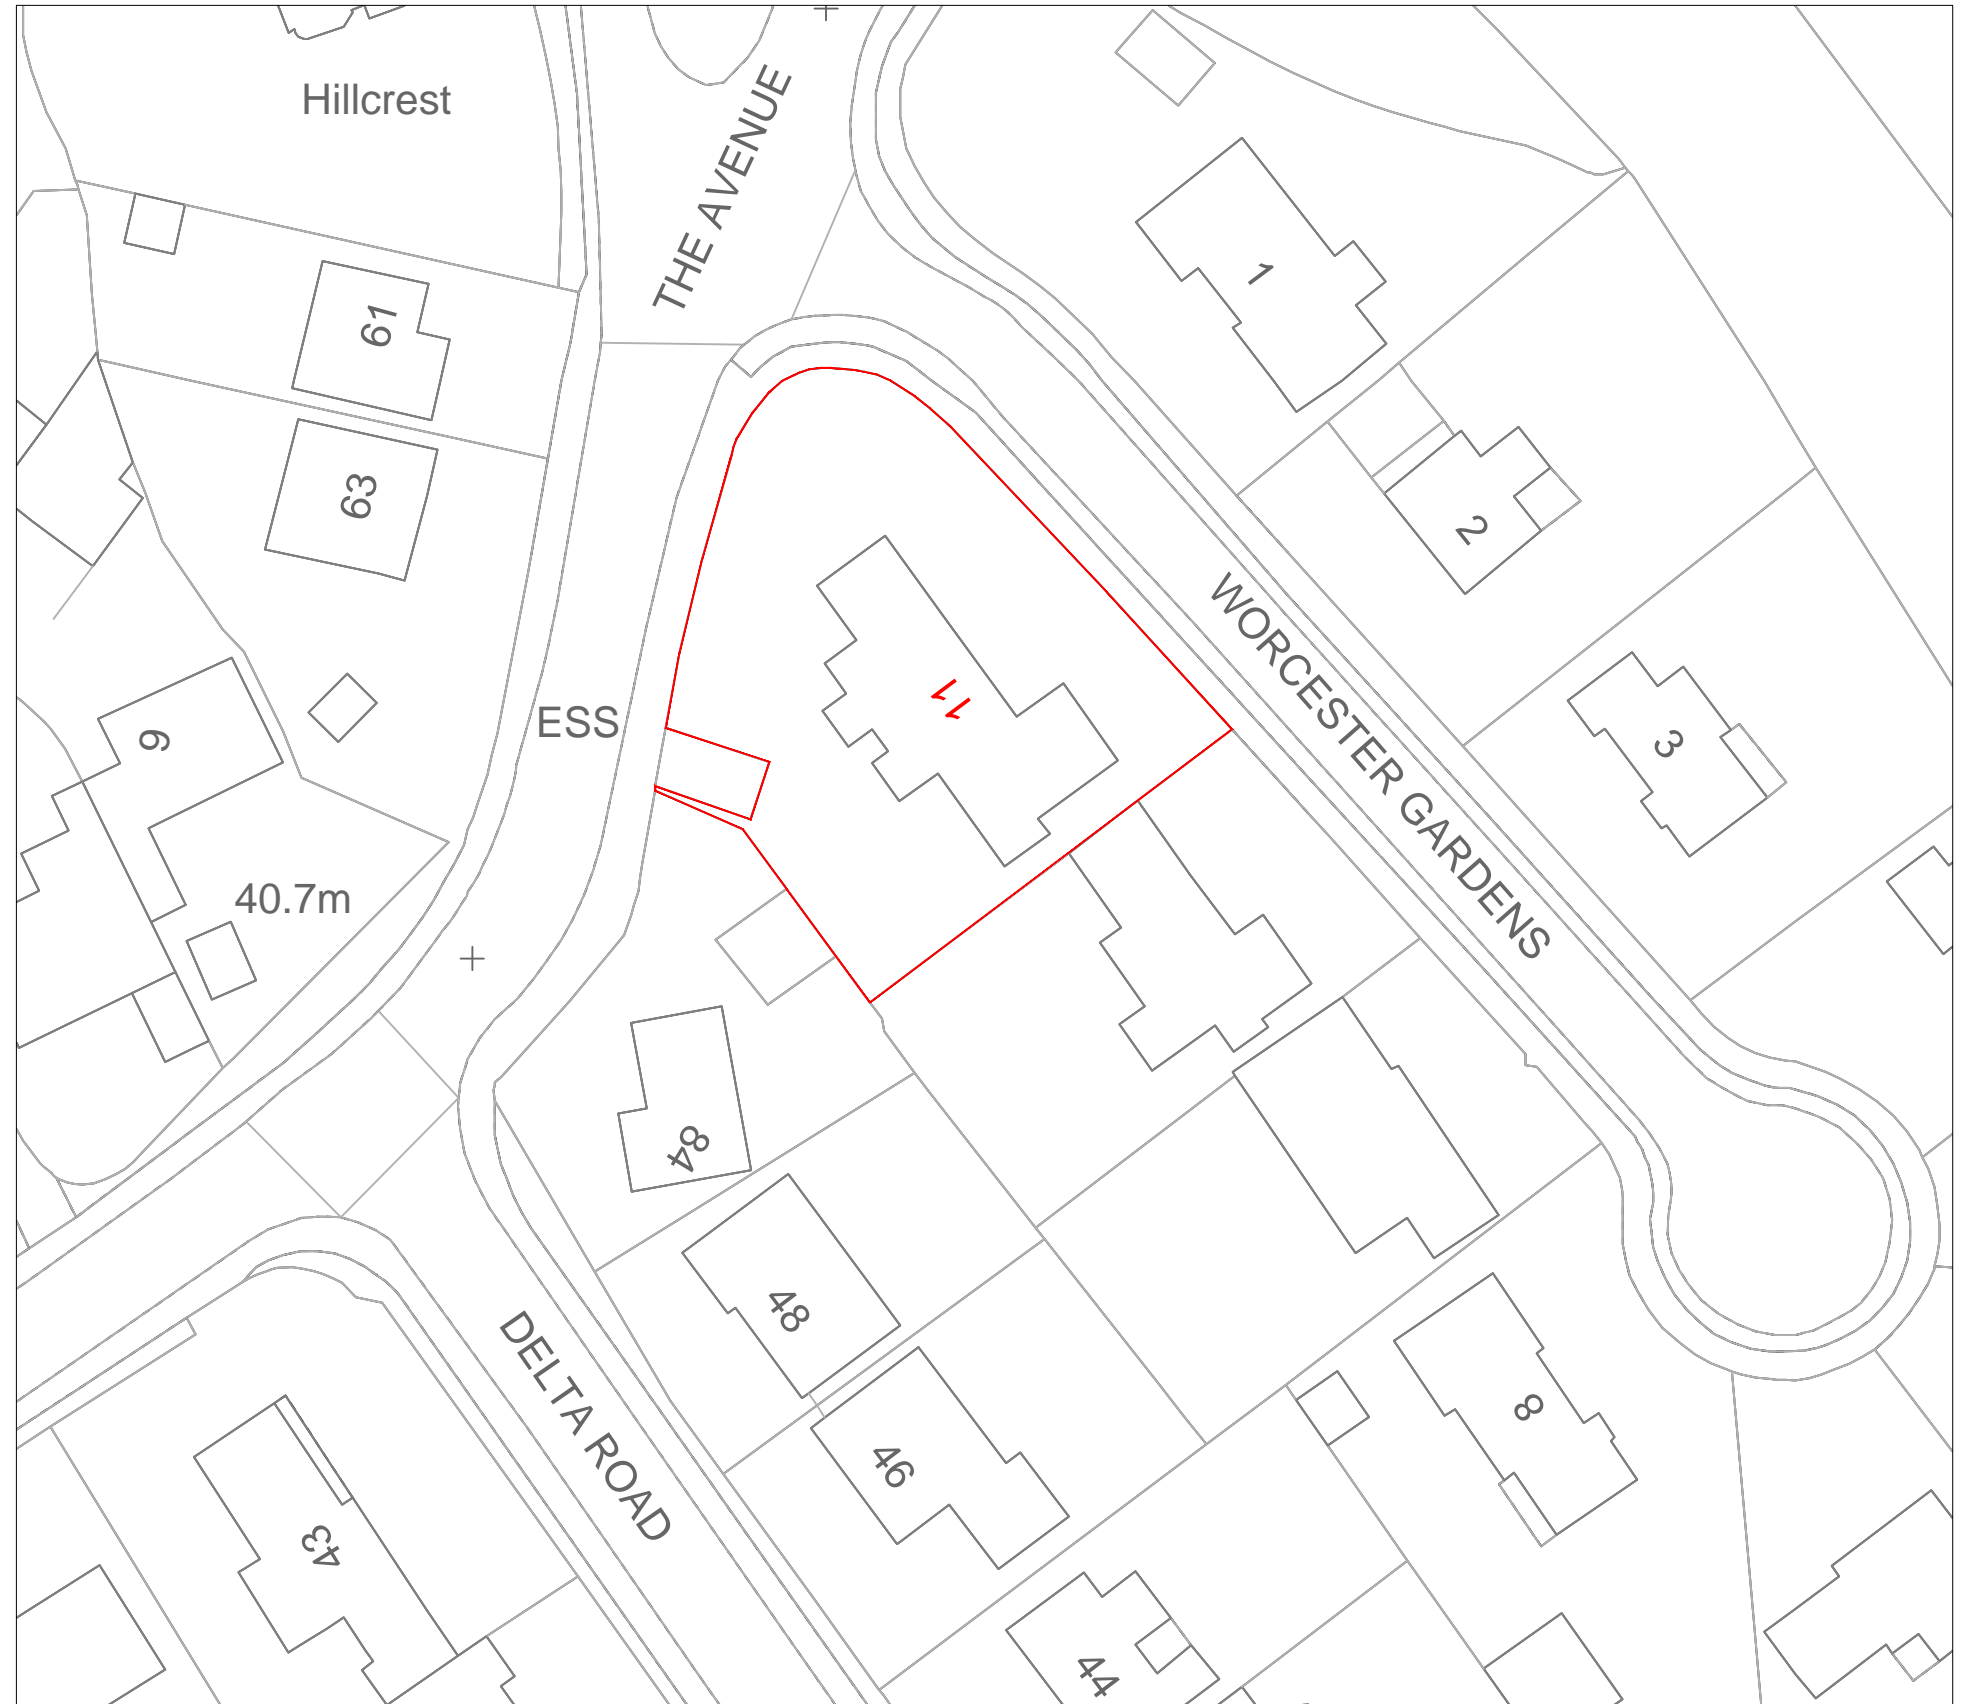 Hillcrest
THE AVENUE
61
1
63
2
WORCESTER GARDENS
11
ESS
9
3
40.7m
84
48
8
DELTA ROAD
46
43
44